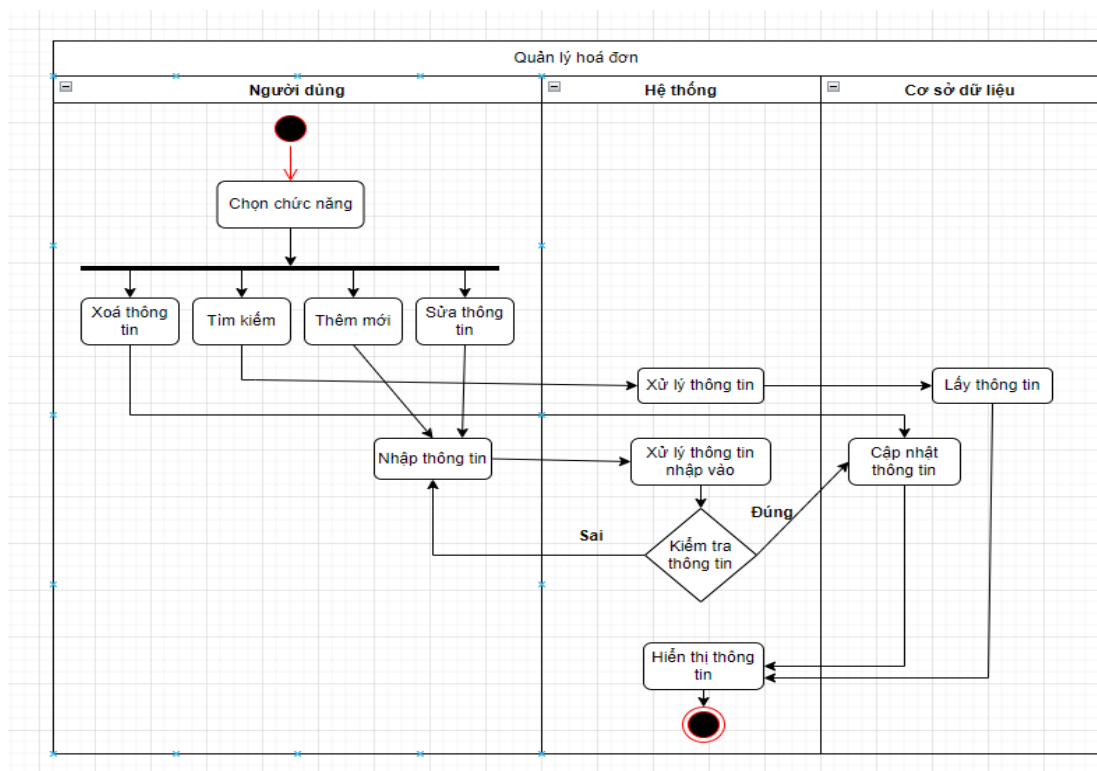 Quản lý hoá đơn
Người dùng
Hệ thống
Cơ sở dữ liệu
Chọn chức năng
Xoá thông
tin
Tìm kiếm
Thêm mới
Sửa thông
tin
Xử lý thông tin
Lấy thông tin
Nhập thông tin
Xử lý thông tin
nhập vào
Cập nhật
thông tin
Đúng
Sai
Kiểm tra
thông tin
Hiển thị thông
tin